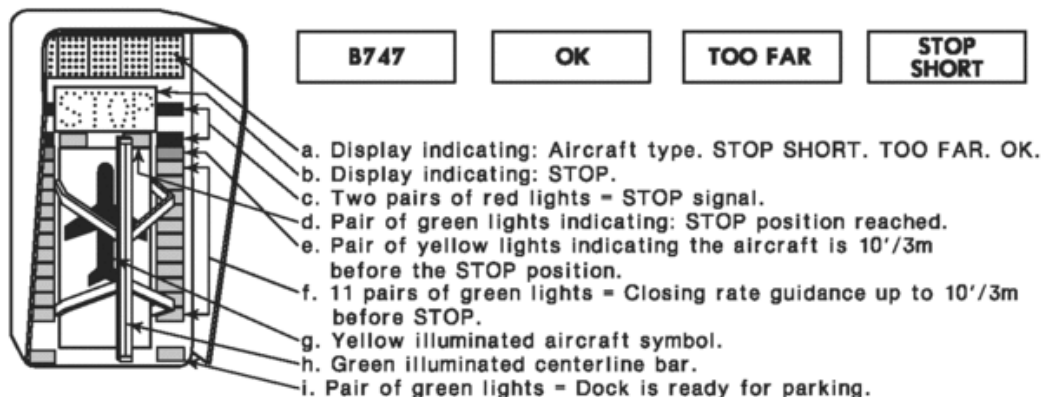 B747
OK
TOO FAR
STOP
SHORT
STOP
a. Display indicating: Aircraft type. STOP SHORT. TOO FAR. OK.
b. Display indicating: STOP.
c. Two pairs of red lights = STOP signal.
d. Pair of green lights indicating: STOP position reached.
e. Pair of yellow lights indicating the aircraft is 10'/3m
before the STOP position.
f. 11 pairs of green lights = Closing rate guidance up to 10'/3m
before STOP.
g. Yellow illuminated aircraft symbol.
h. Green illuminated centerline bar.
i. Pair of green lights = Dock is ready for parking.